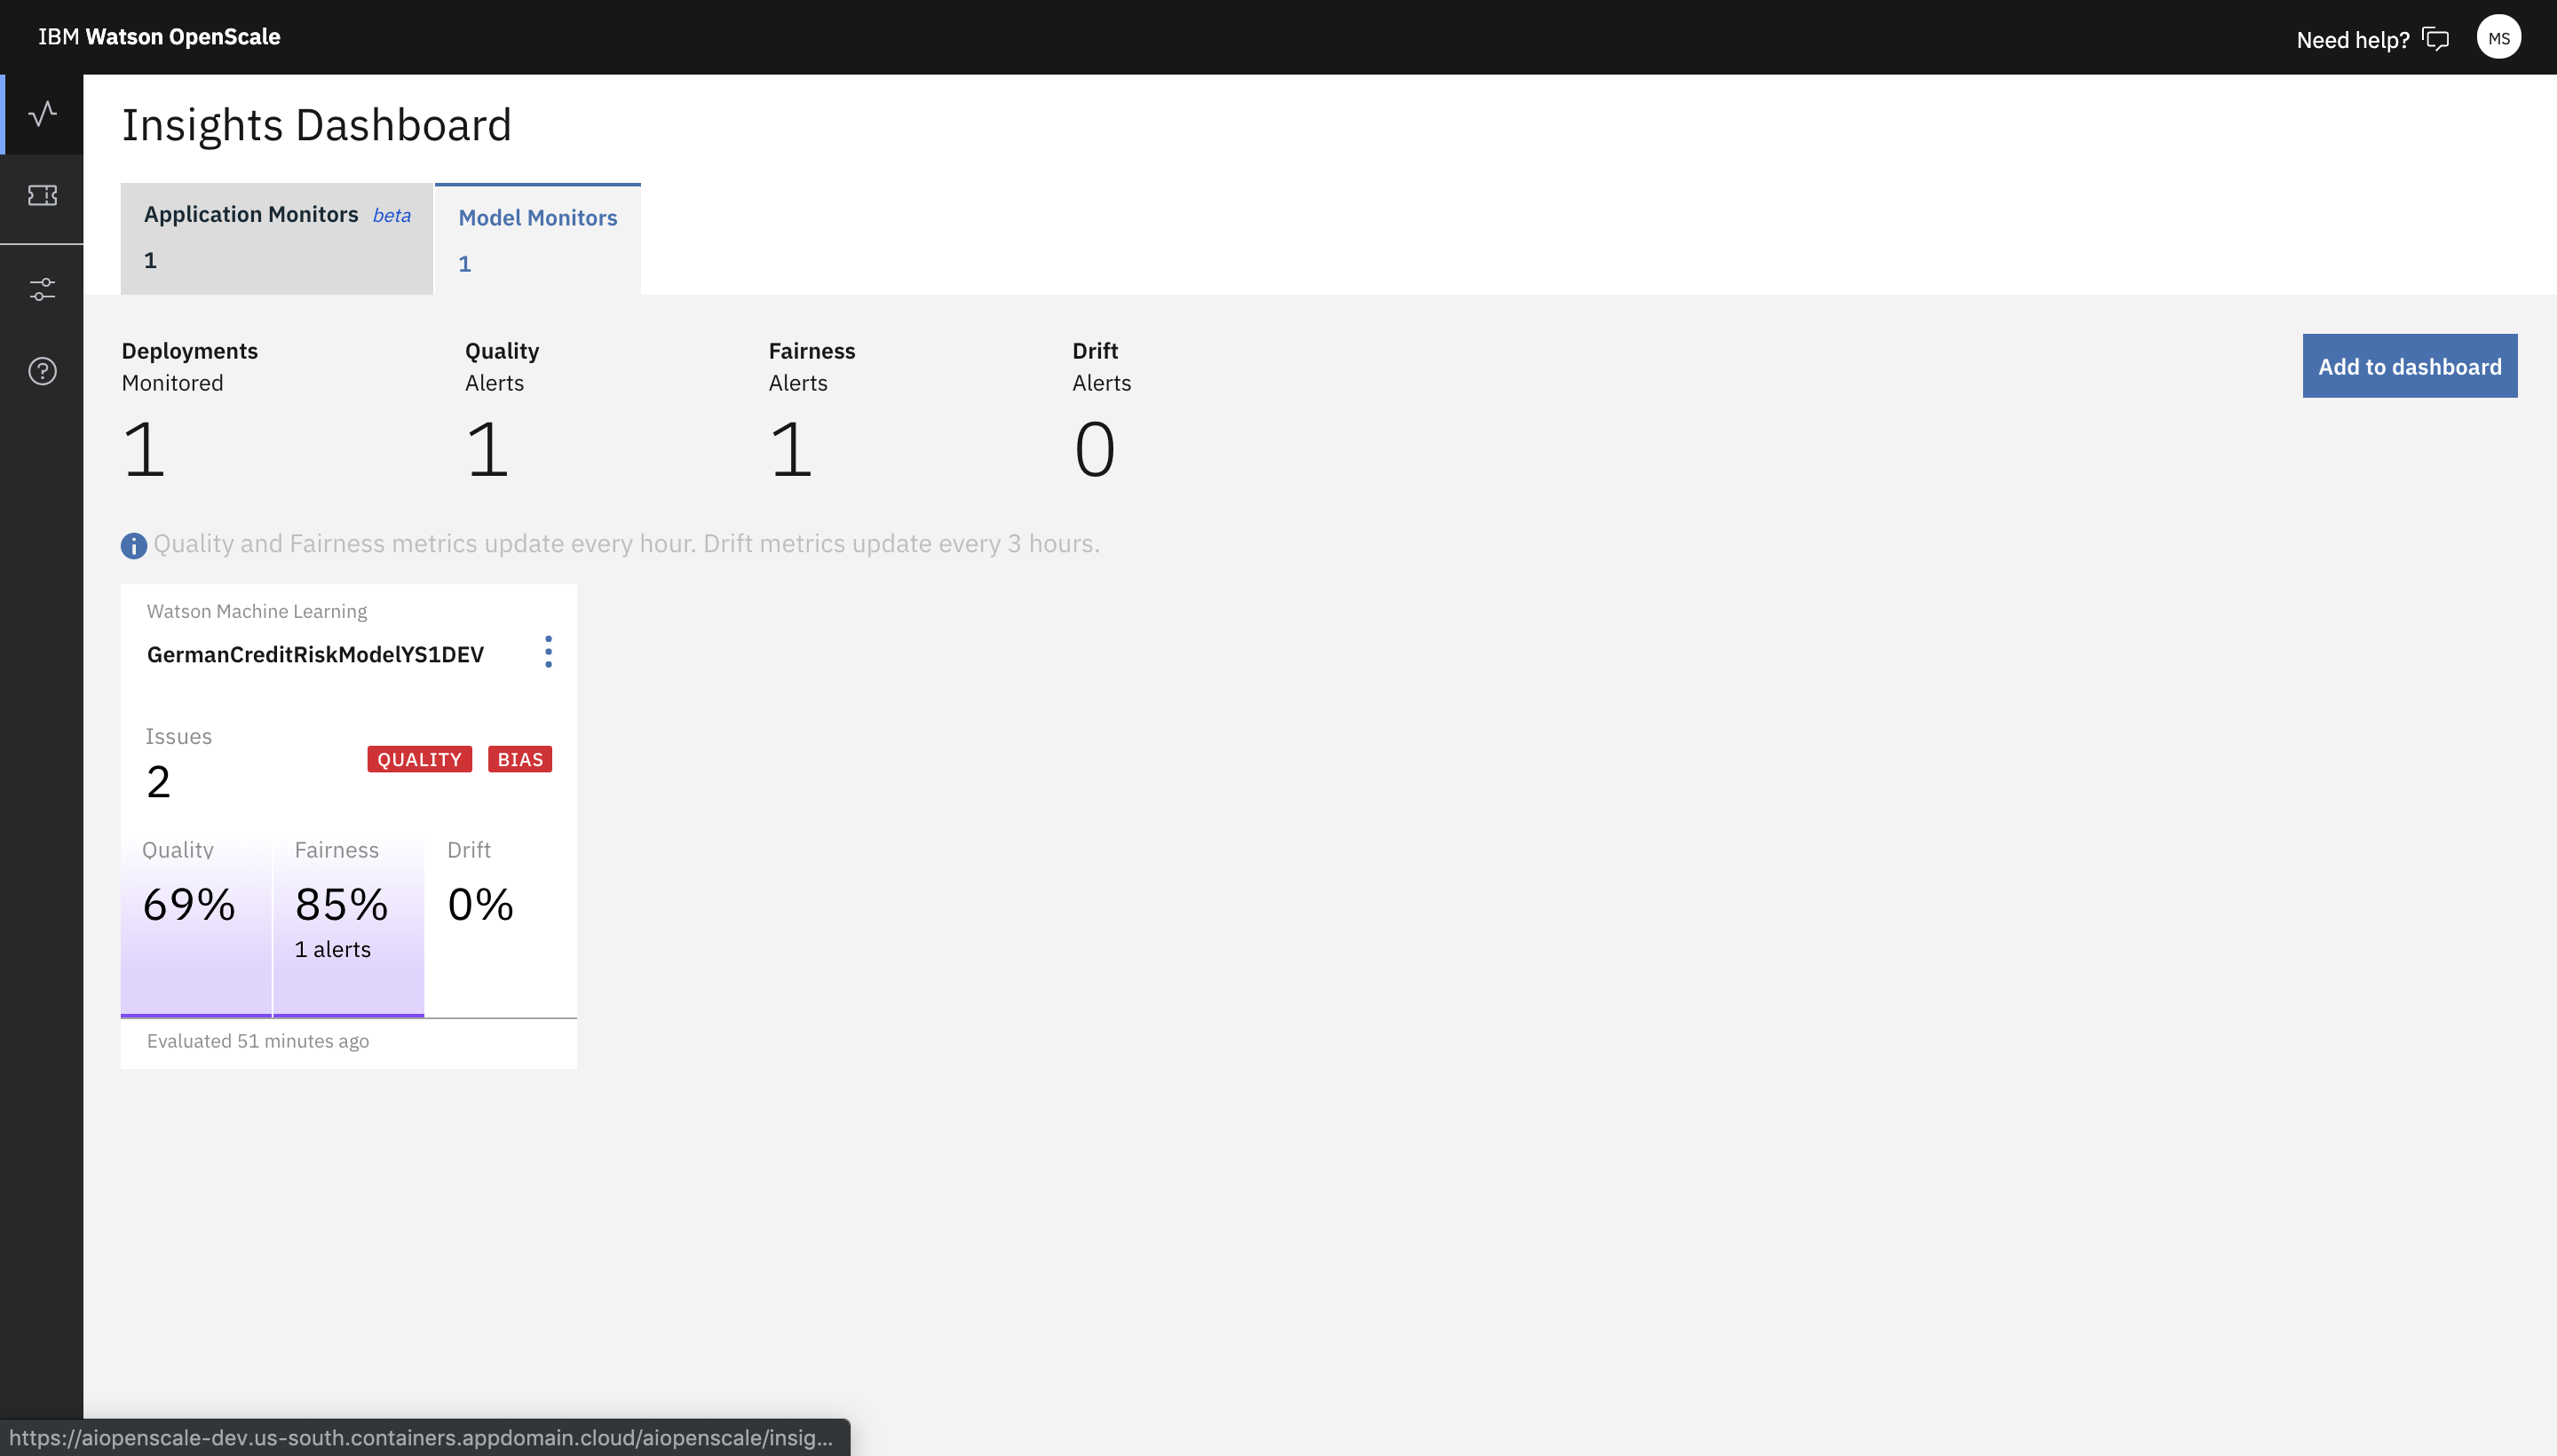 IBM Watson OpenScale
Need help?
MS
Insights Dashboard
Application Monitors beta
1
Model Monitors
1
Deployments
Monitored
1
Quality
Alerts
1
Fairness
Alerts
1
Drift
Alerts
0
Add to dashboard
Quality and Fairness metrics update every hour. Drift metrics update every 3 hours.
Watson Machine Learning
GermanCreditRiskModelYS1DEV
Issues
2
QUALITY BIAS
Quality
69%
Fairness
85%
1 alerts
Drift
0%
Evaluated 51 minutes ago
https://aiopenscale-dev.us-south.containers.appdomain.cloud/aiopenscale/insig...